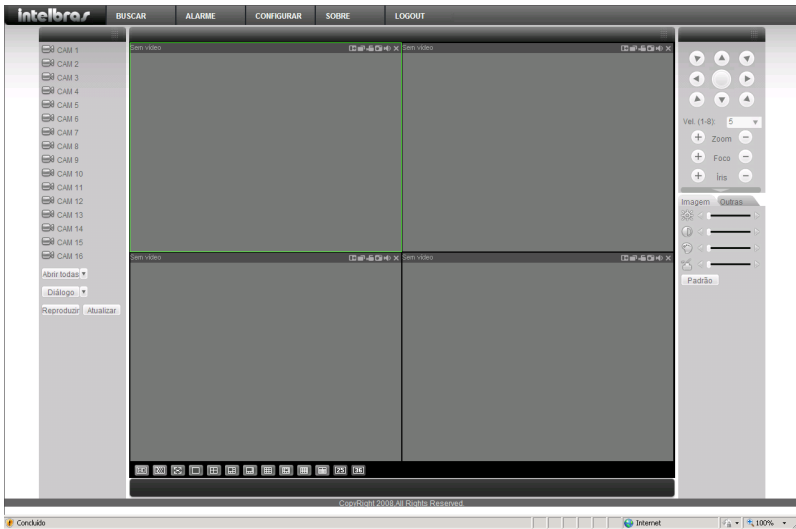 intelbras BUSCAR ALARME CONFIGURAR SOBRE LOGOUT
CAM 1
CAM 2
CAM 3
CAM 4
CAM 5
CAM 6
CAM 7
CAM 8
CAM 9
CAM 10
CAM 11
CAM 12
CAM 13
CAM 14
CAM 15
CAM 16
Abrir todas
Diálogo
Reproduzir Atualizar
Sem vídeo
Sem vídeo
Sem vídeo
Sem vídeo
25 36
Vel. (1-8): 5
Zoom
Foco
Íris
Imagem Outras
Padrão
CopyRight 2008,All Rights Reserved.
Concluído Internet 100%